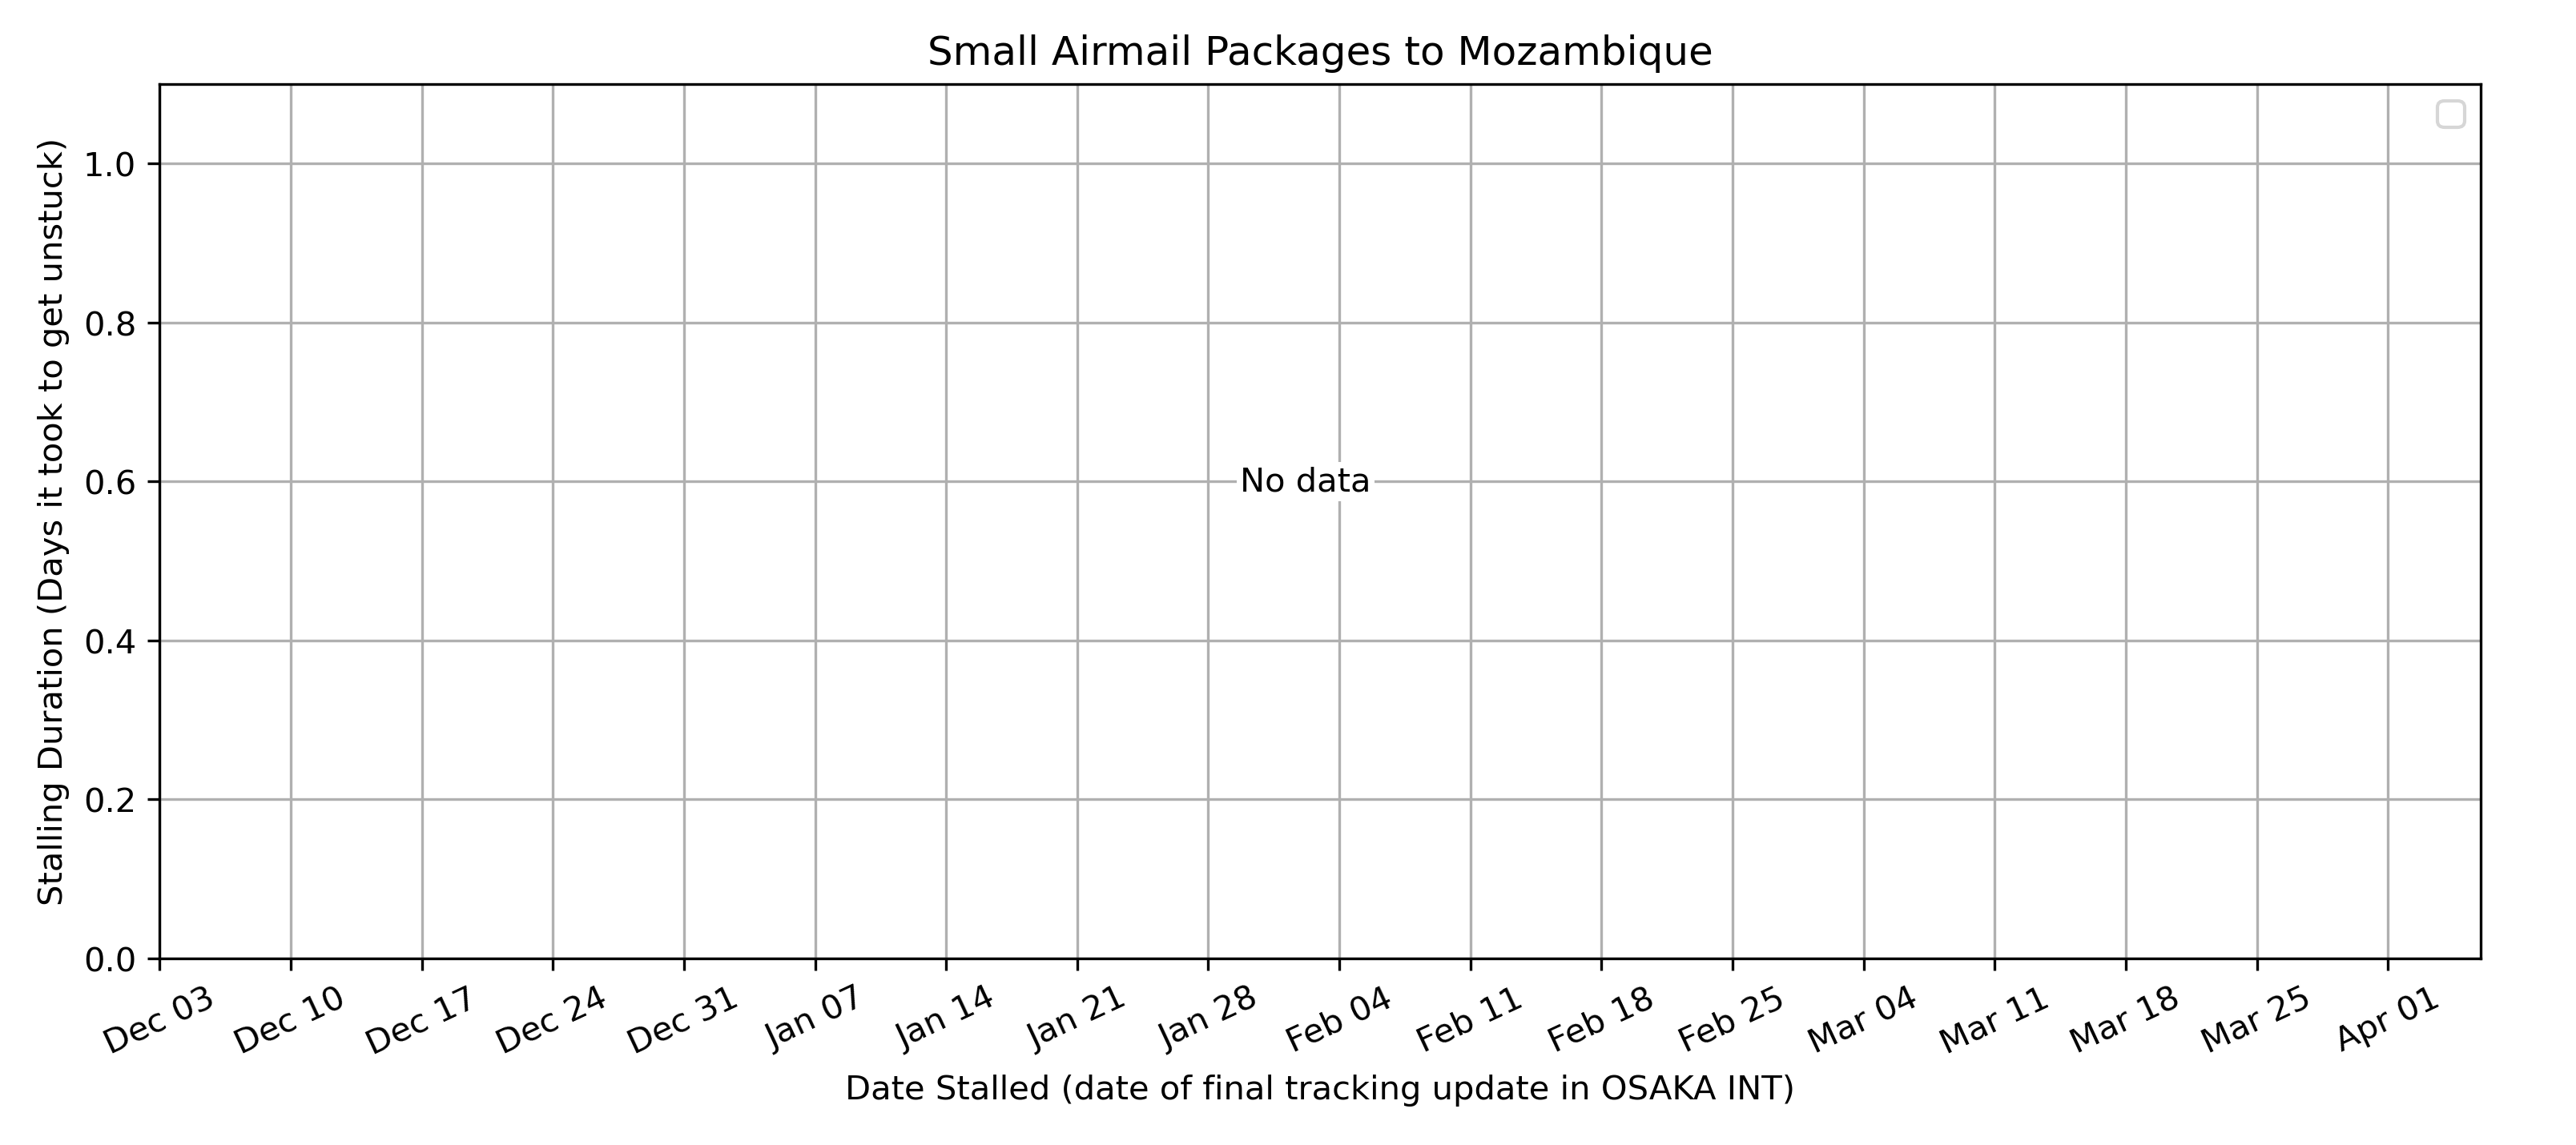 Small Airmail Packages to Mozambique
Stalling Duration (Days it took to get unstuck)
1.0
0.8
0.6
0.4
0.2
0.0
No data
Dec 03
Dec 10
Dec 17
Dec 24
Dec 31
Jan 07
Jan 14
Jan 21
Jan 28
Feb 04
Feb 11
Feb 18
Feb 25
Mar 04
Mar 11
Mar 18
Mar 25
Apr 01
Date Stalled (date of final tracking update in OSAKA INT)